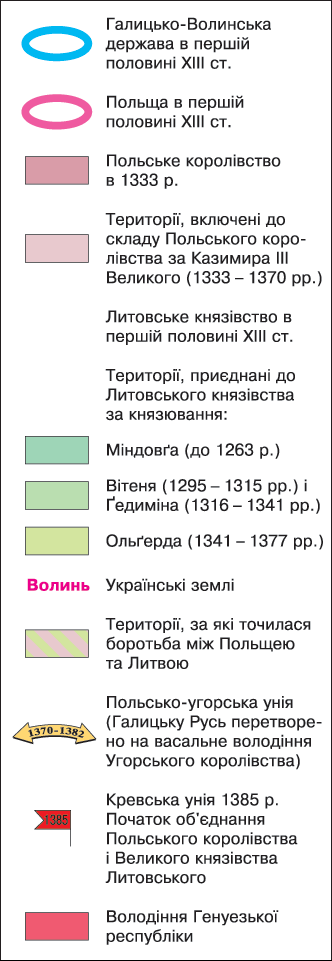 Галицько-Волинська
держава в першій
половині XIII ст.
Польща в першій
половині XIII ст.
Польське королівство
в 1333 р.
Території, включені до
складу Польського коро-
лівства за Казимира III
Великого (1333 – 1370 рр.)
Литовське князівство в
першій половині XIII ст.
Території, приєднані до
Литовського князівства
за князювання:
Міндовґа (до 1263 р.)
Вітеня (1295 – 1315 рр.) і
Ґедиміна (1316 – 1341 рр.)
Ольґерда (1341 – 1377 рр.)
Волинь Українські землі
Території, за які точилася
боротьба між Польщею
та Литвою
Польсько-угорська унія
(Галицьку Русь перетворе-
1370-1382 но на васальне володіння
Угорського королівства)
Кревська унія 1385 р.
1385 Початок об'єднання
Польського королівства
і Великого князівства
Литовського
Володіння Генуезької
республіки